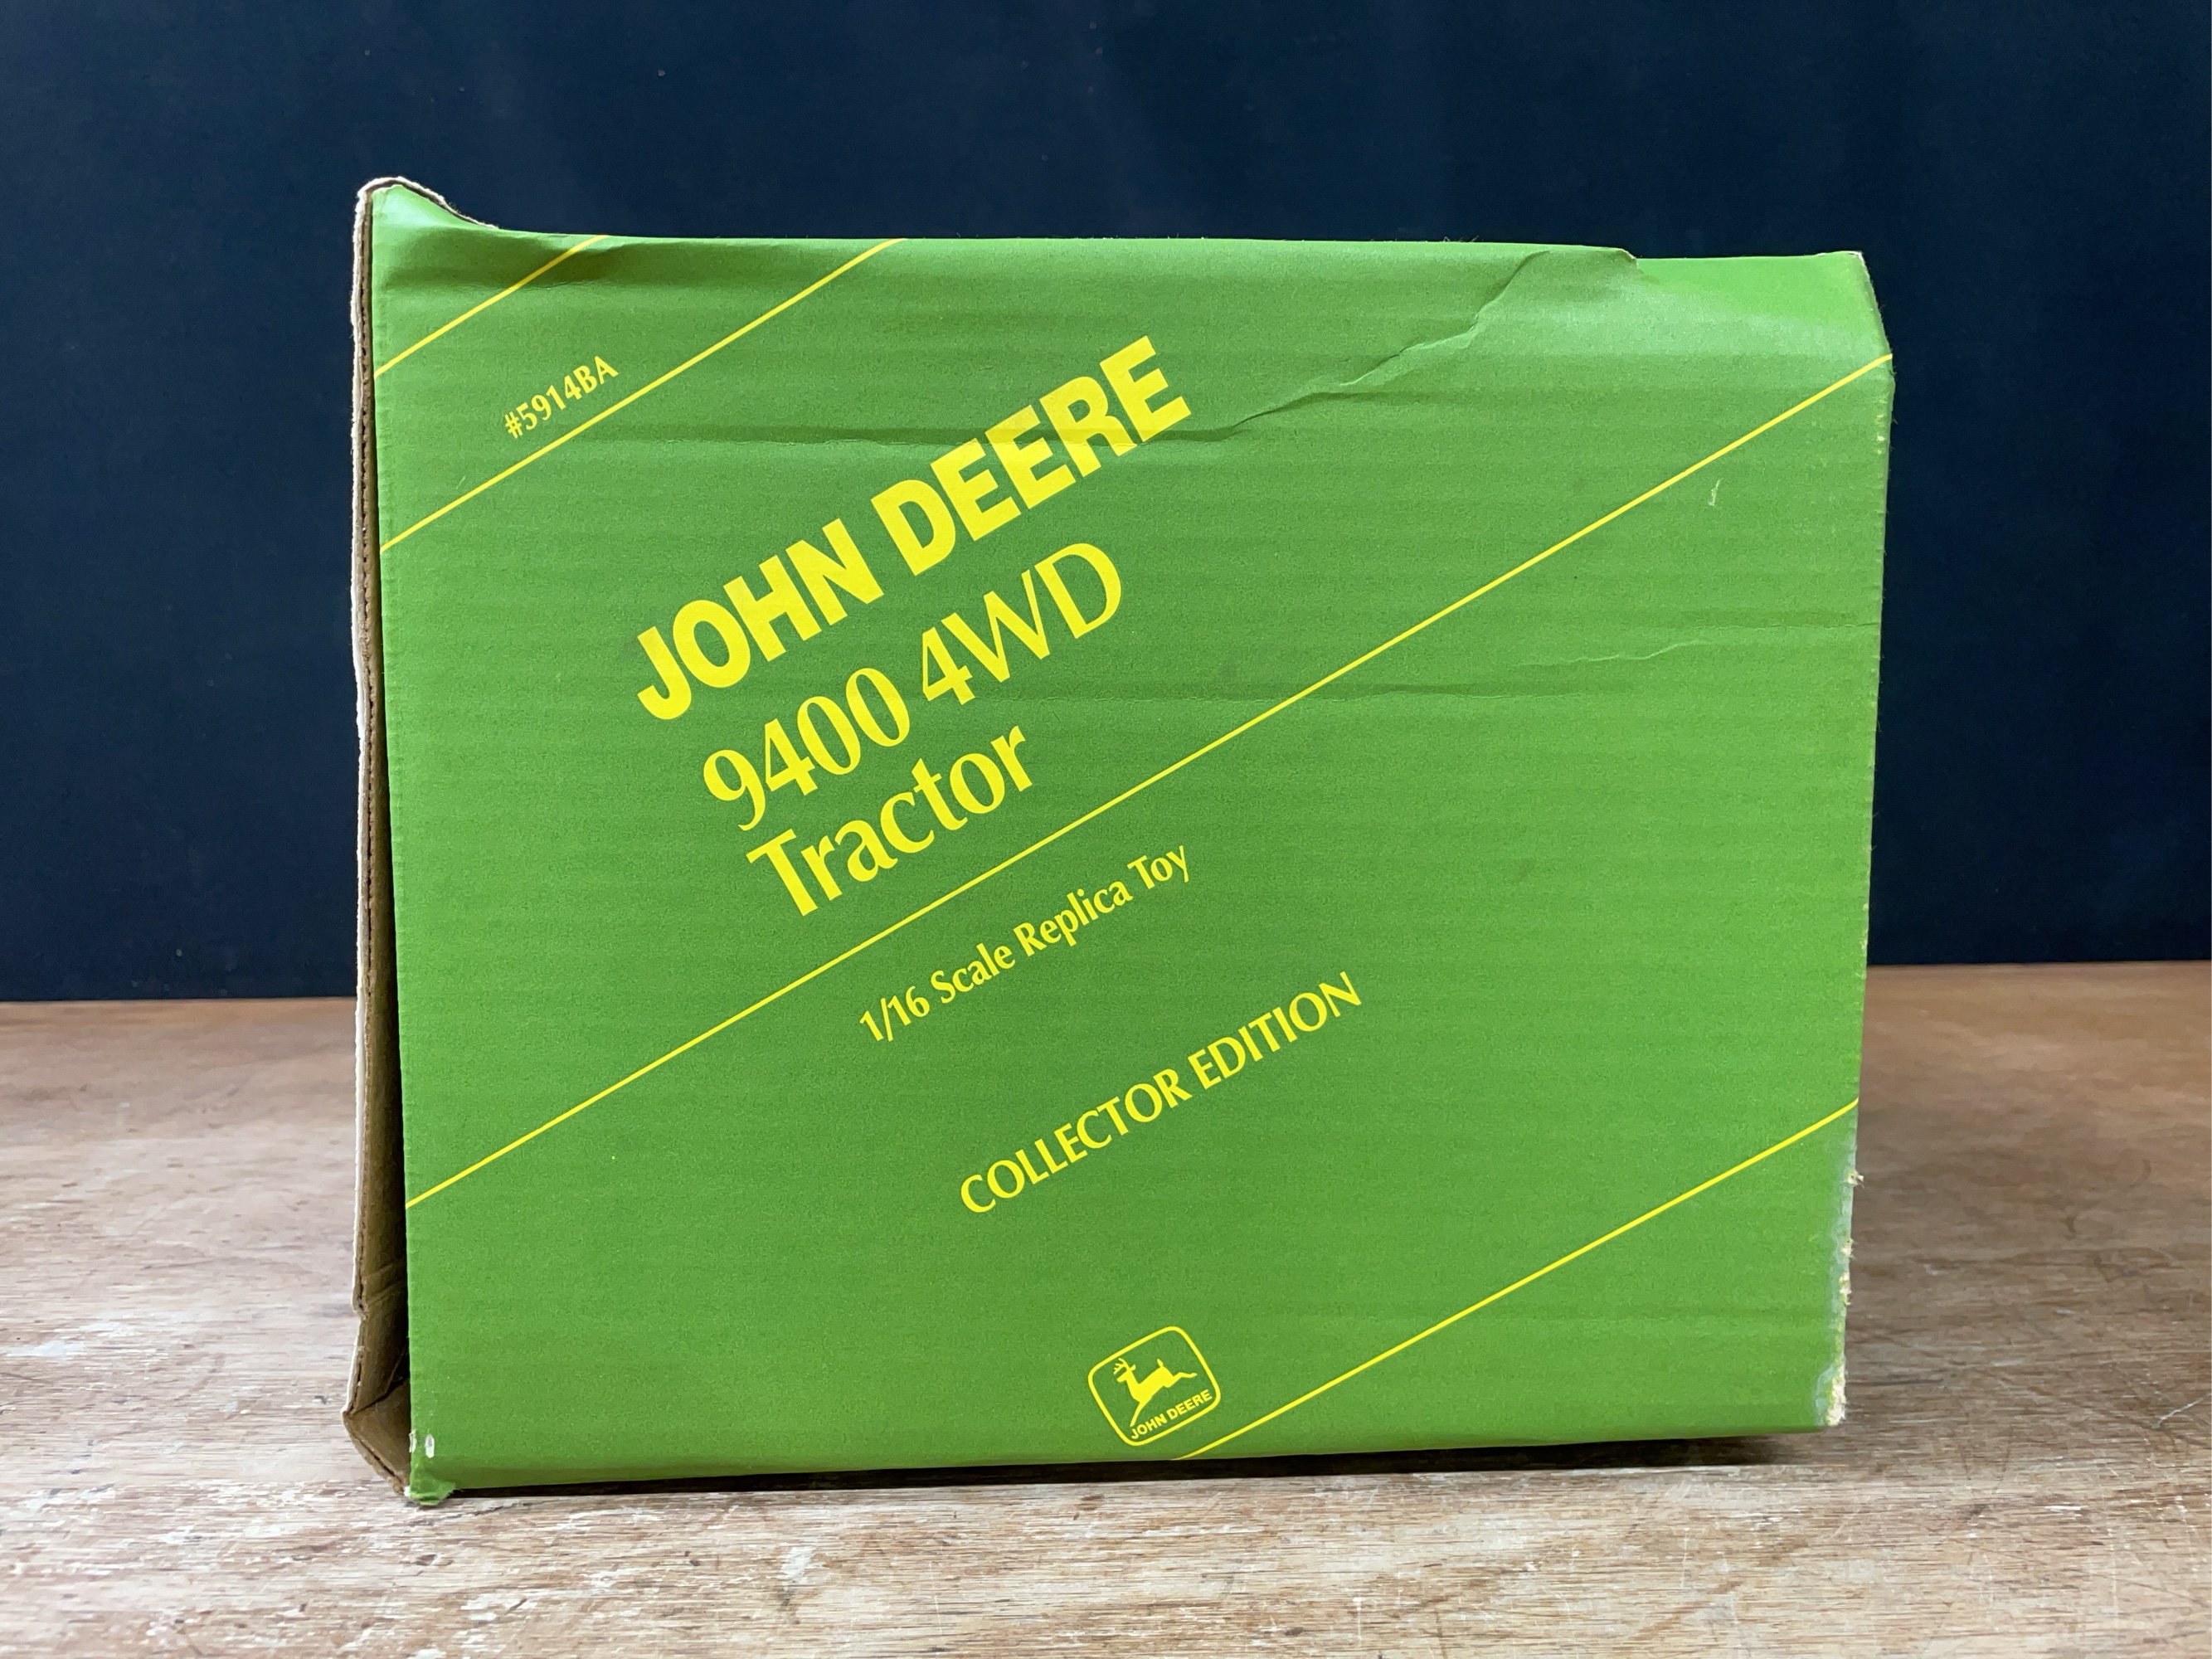 #5914BA
JOHN DEERE
9400 4WD
Tractor
1/16 Scale Replica Toy
COLLECTOR EDITION
JOHN DEERE